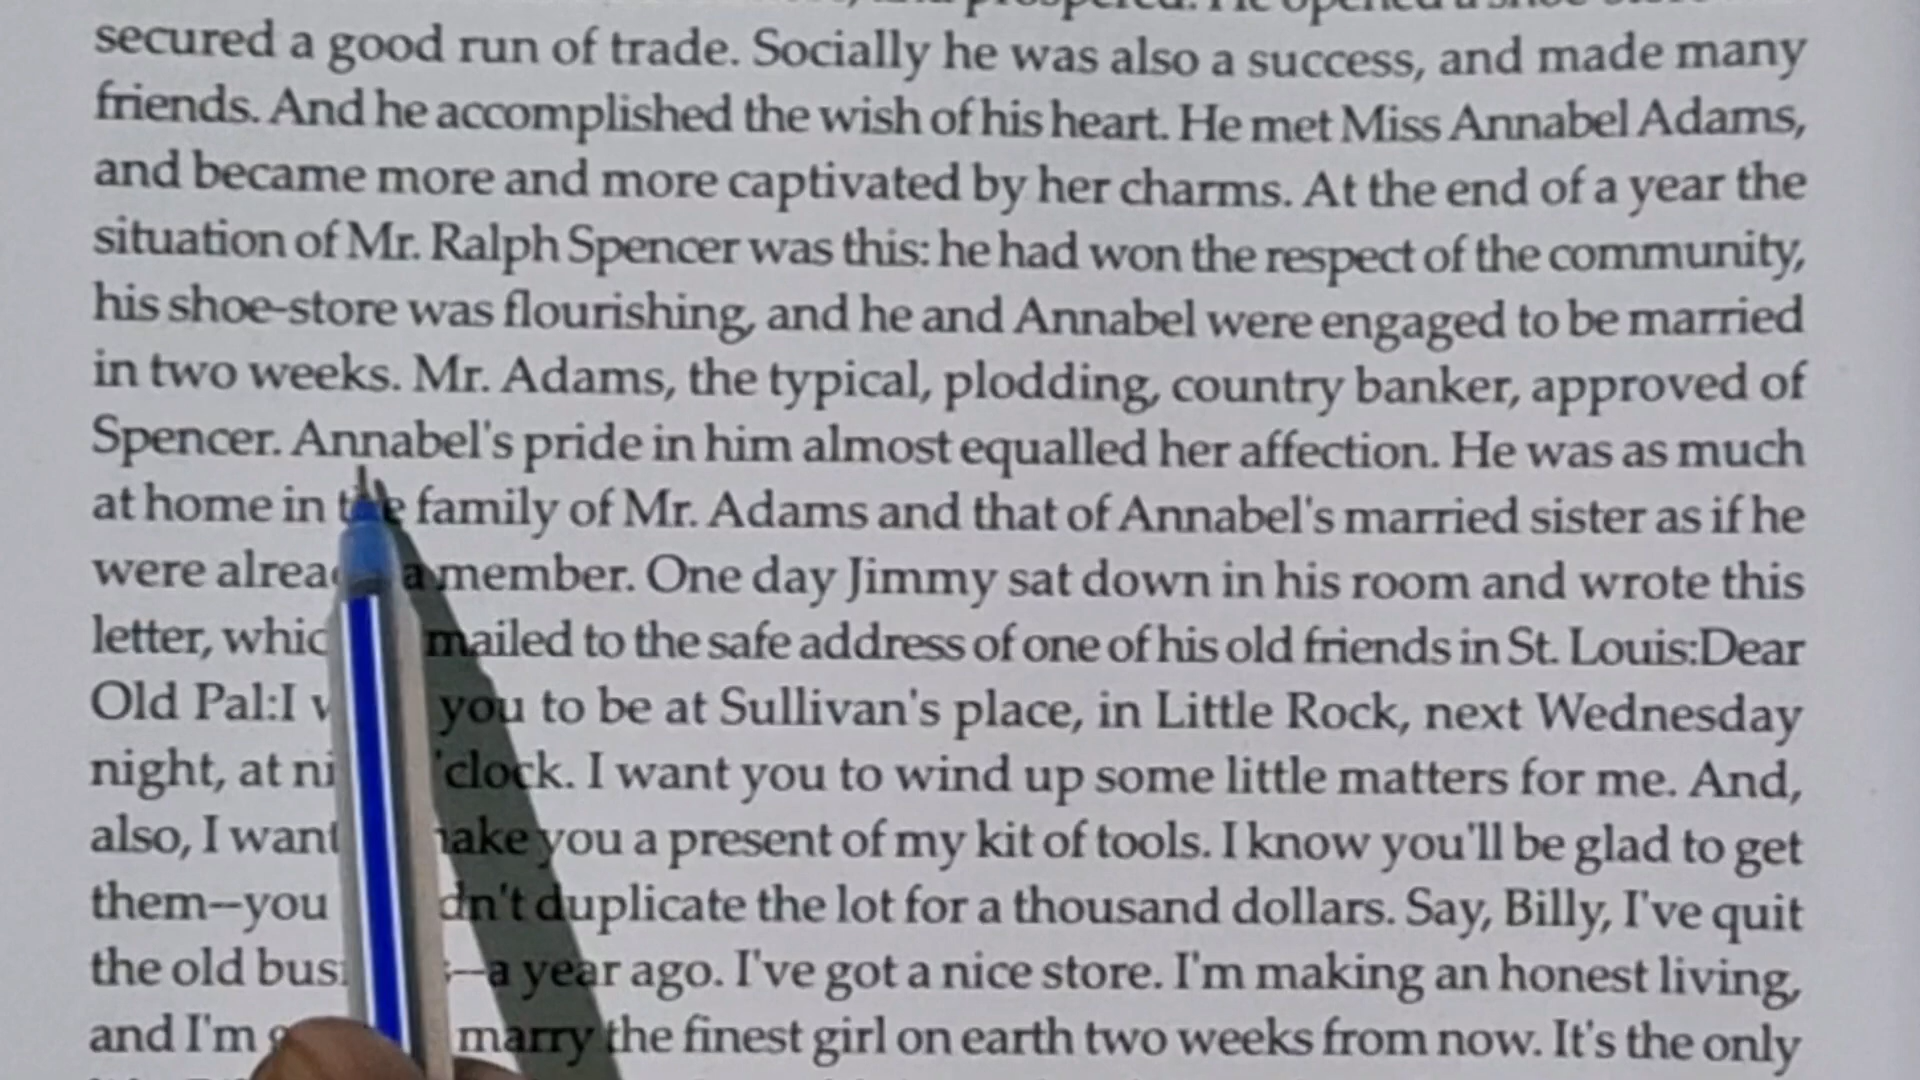 prospered. He opened a shoe-store
secured a good run of trade. Socially he was also a success, and made many
friends. And he accomplished the wish of his heart. He met Miss Annabel Adams,
and became more and more captivated by her charms. At the end of a year the
situation of Mr. Ralph Spencer was this: he had won the respect of the community,
his shoe-store was flourishing, and he and Annabel were engaged to be married
in two weeks. Mr. Adams, the typical, plodding, country banker, approved of
Spencer. Annabel's pride in him almost equalled her affection. He was as much
at home in the family of Mr. Adams and that of Annabel's married sister as if he
were already a member. One day Jimmy sat down in his room and wrote this
letter, which mailed to the safe address of one of his old friends in St. Louis:Dear
Old Pal:I you to be at Sullivan's place, in Little Rock, next Wednesday
night, at nine o'clock. I want you to wind up some little matters for me. And,
also, I want make you a present of my kit of tools. I know you'll be glad to get
them—you couldn't duplicate the lot for a thousand dollars. Say, Billy, I've quit
the old business—a year ago. I've got a nice store. I'm making an honest living,
and I'm marry the finest girl on earth two weeks from now. It's the only